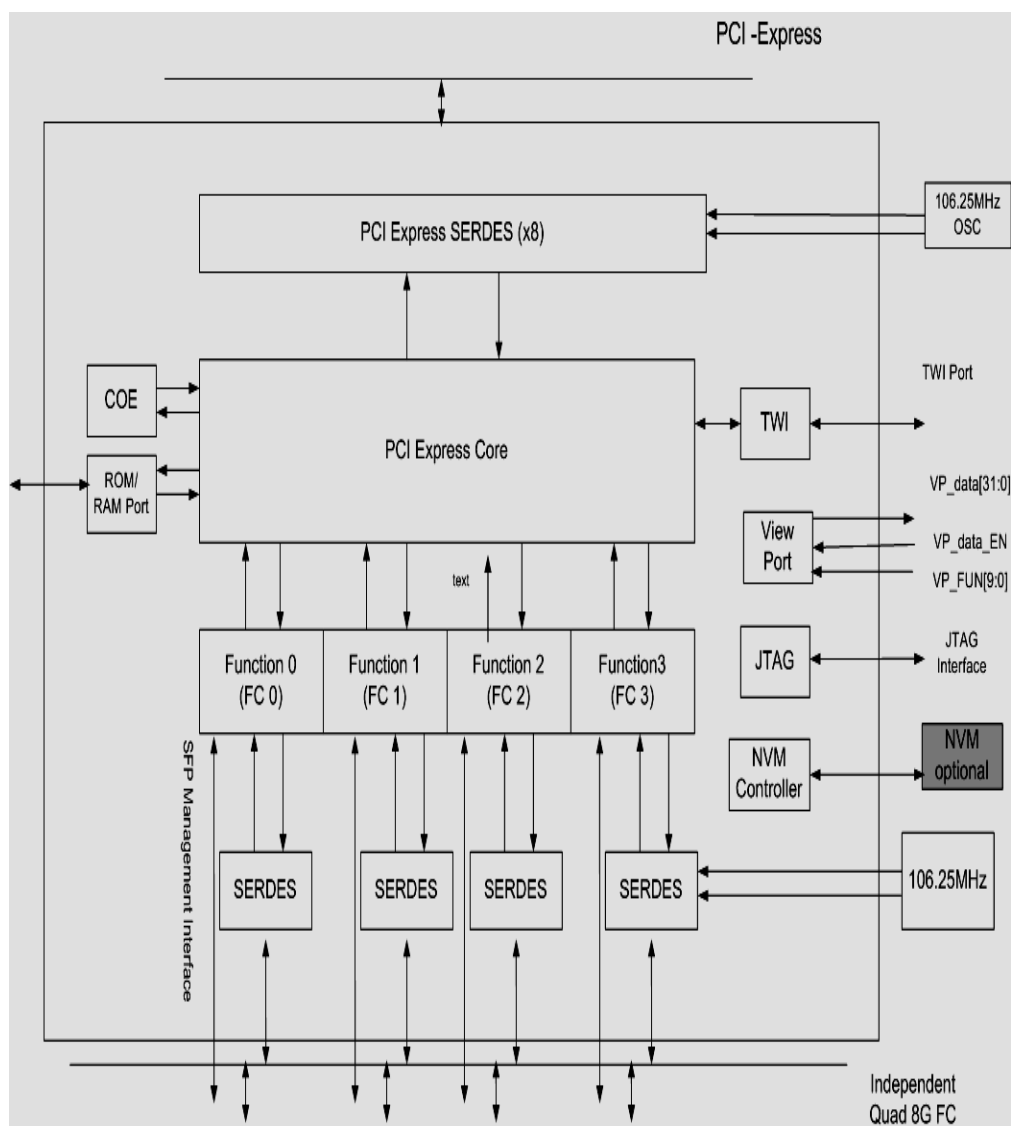 PCI -Express
PCI Express SERDES (x8)
106.25MHz
OSC
COE
ROM/
RAM Port
PCI Express Core
TWI
TWI Port
View
Port
VP_data[31:0]
VP_data_EN
VP_FUN[9:0]
text
Function 0
(FC 0)
Function 1
(FC 1)
Function 2
(FC 2)
Function3
(FC 3)
JTAG
JTAG
Interface
NVM
Controller
NVM
optional
SFP Management Interface
SERDES
SERDES
SERDES
SERDES
106.25MHz
Independent
Quad 8G FC